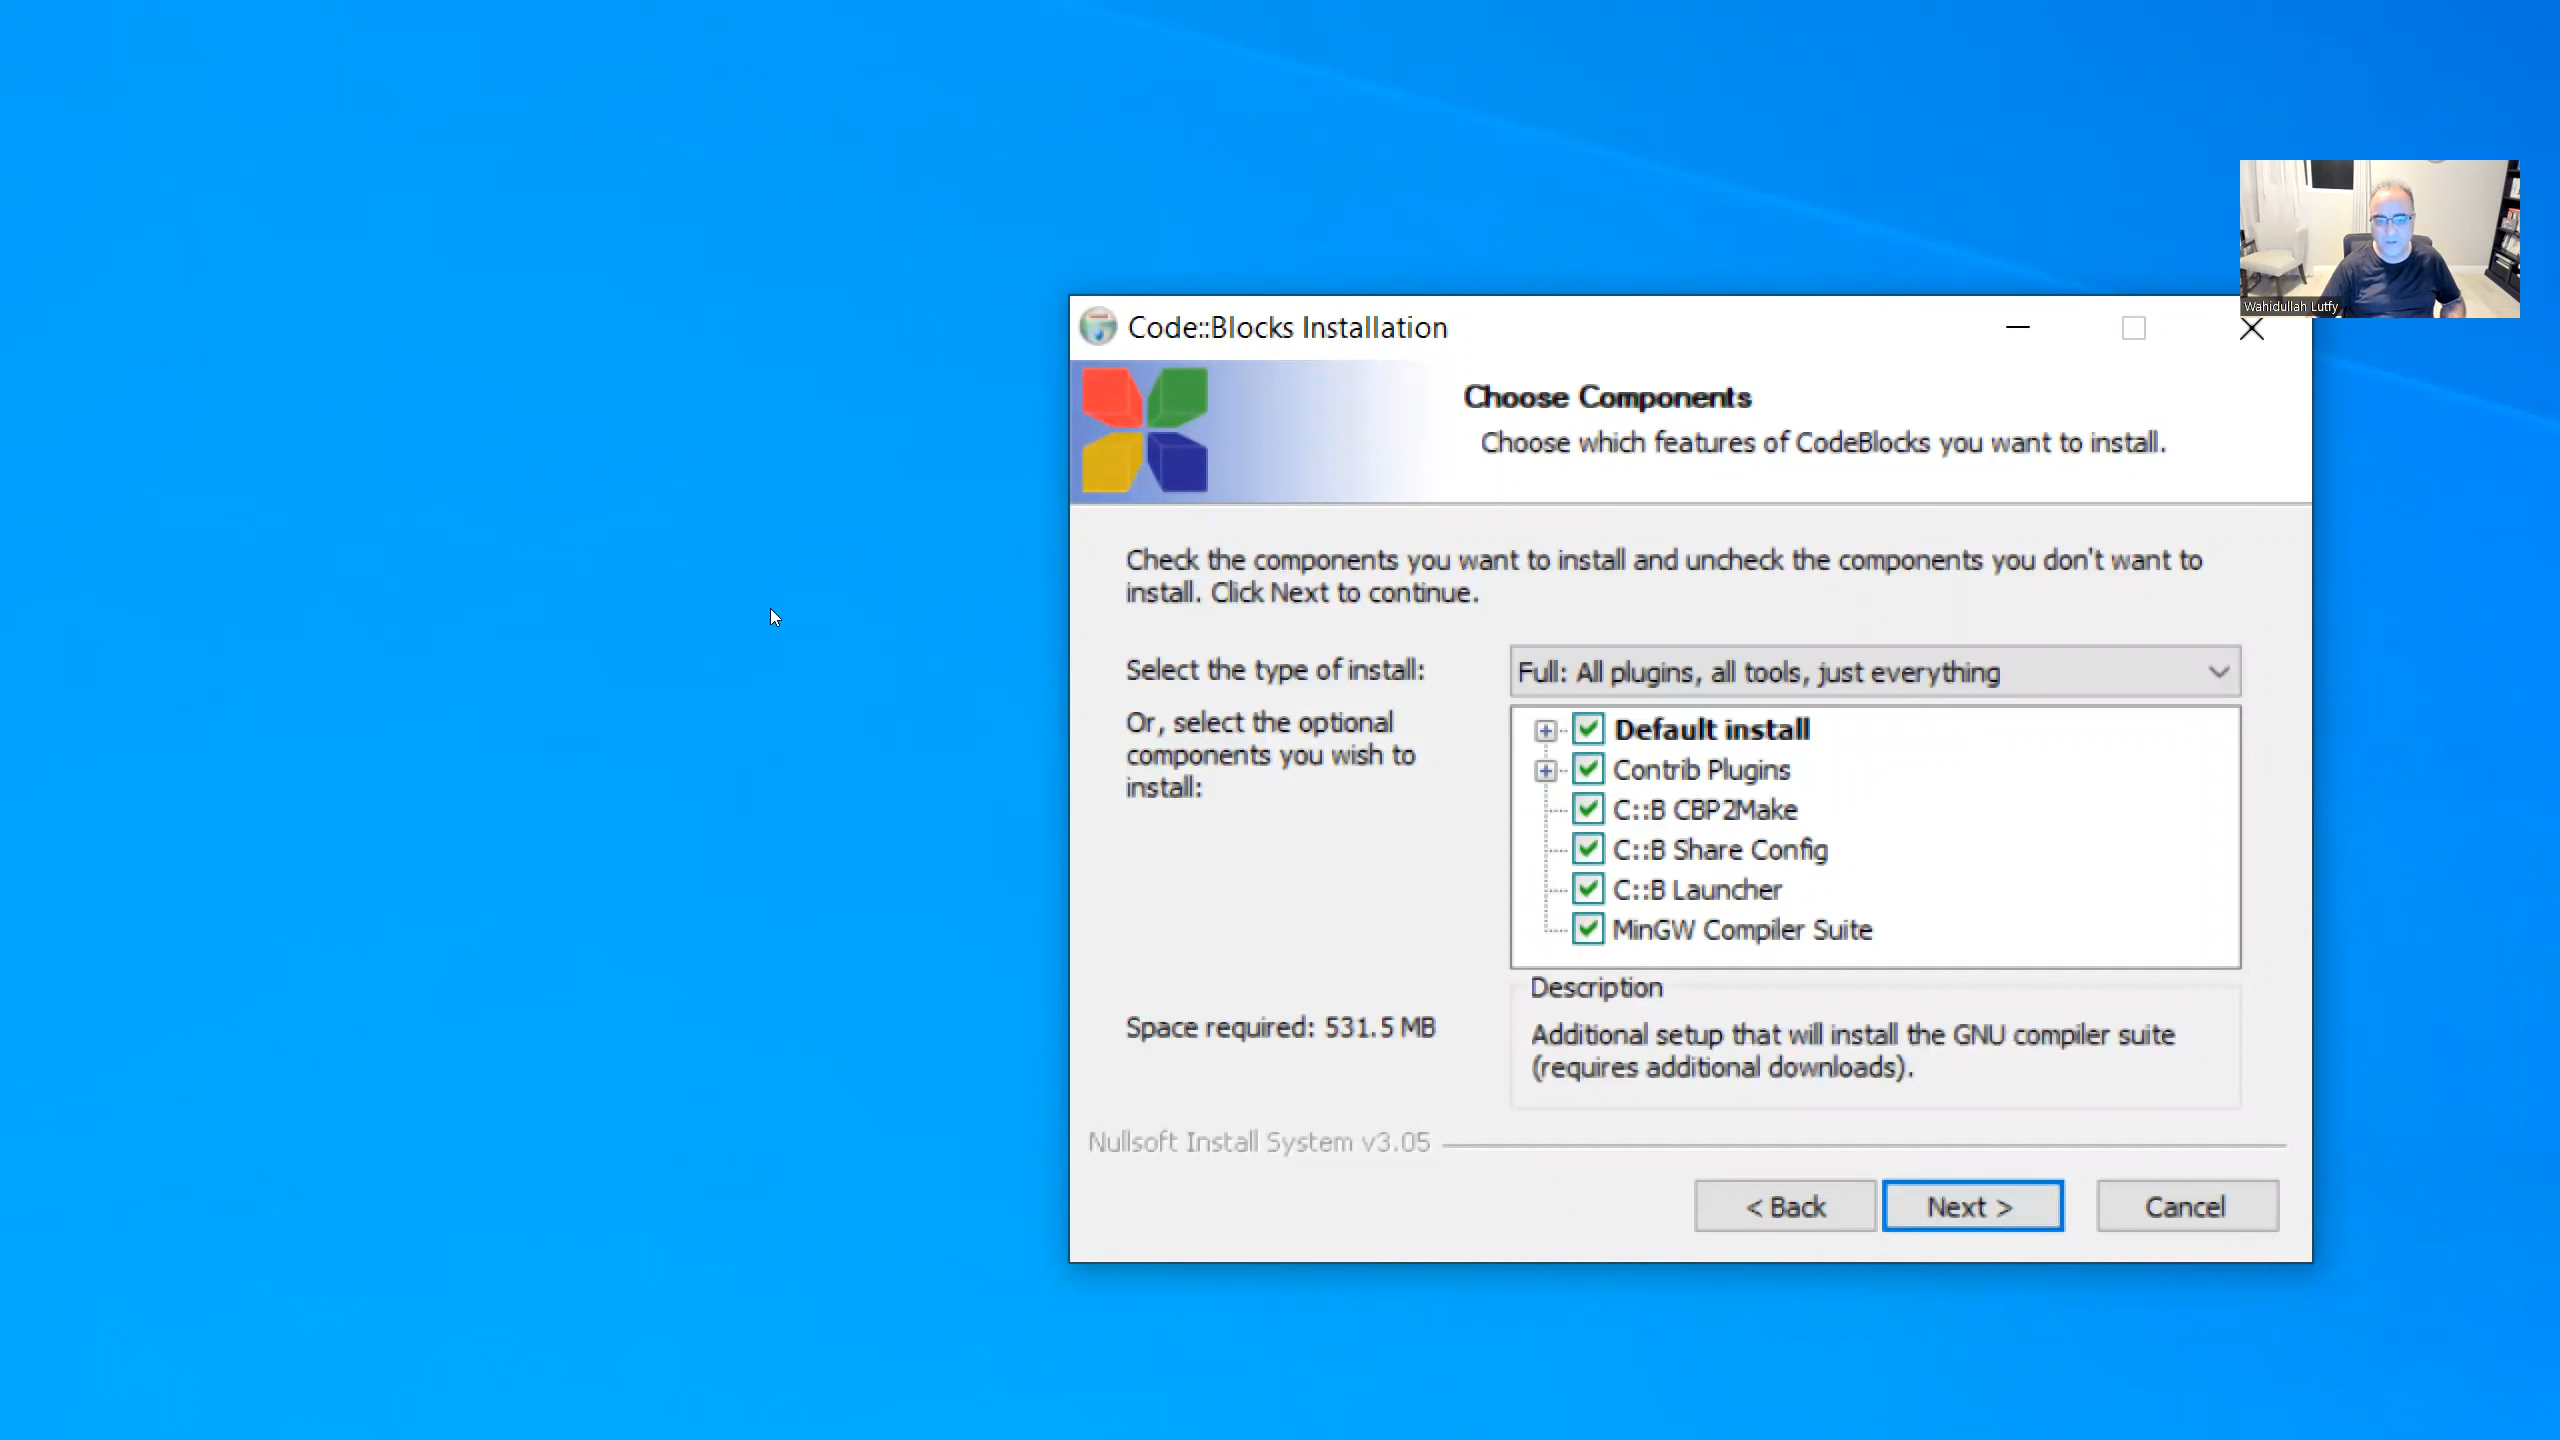 Wahidullah Lutfy
Code::Blocks Installation
Choose Components
Choose which features of CodeBlocks you want to install.
Check the components you want to install and uncheck the components you don't want to
install. Click Next to continue.
Select the type of install:
Full: All plugins, all tools, just everything
Or, select the optional
components you wish to
install:
Default install
Contrib Plugins
C::B CBP2Make
C::B Share Config
C::B Launcher
MinGW Compiler Suite
Space required: 531.5 MB
Description
Additional setup that will install the GNU compiler suite
(requires additional downloads).
Nullsoft Install System v3.05
< Back
Next >
Cancel